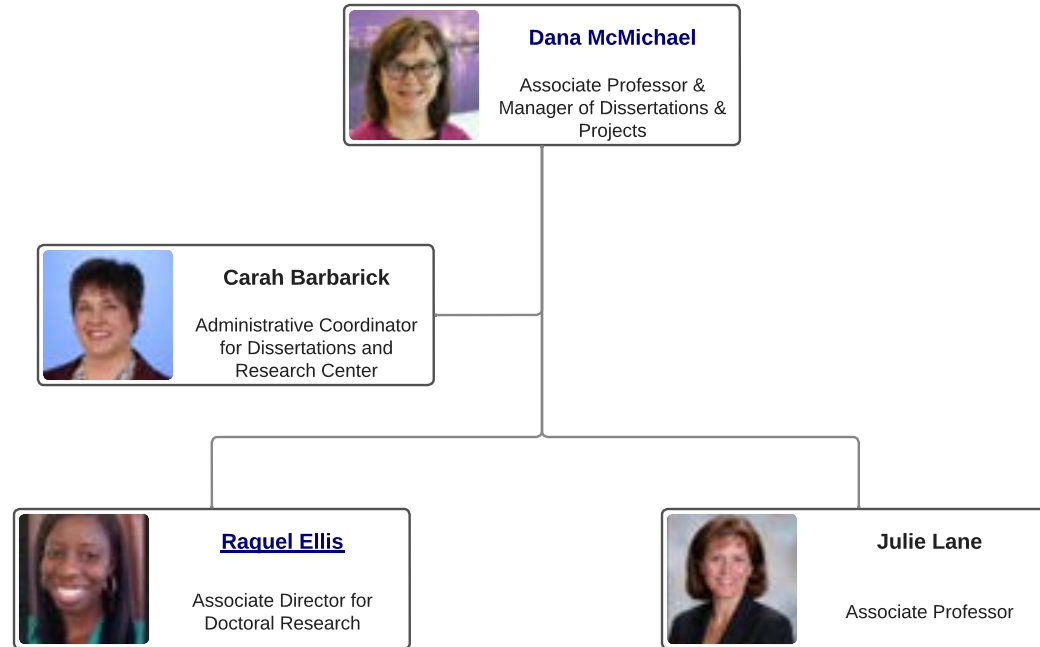 Dana McMichael
Associate Professor &
Manager of Dissertations &
Projects
Carah Barbarick
Administrative Coordinator
for Dissertations and
Research Center
Raquel Ellis
Associate Director for
Doctoral Research
Julie Lane
Associate Professor